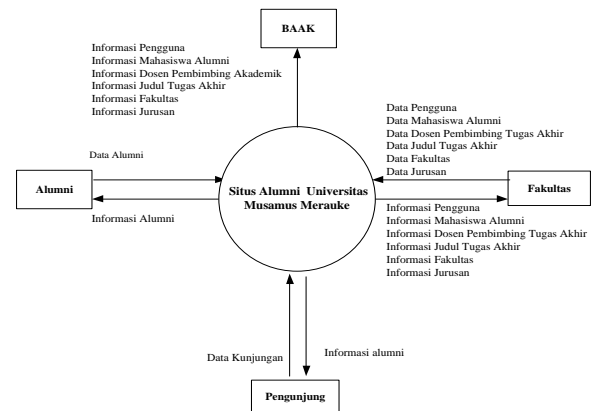 BAAK
Informasi Pengguna
Informasi Mahasiswa Alumni
Informasi Dosen Pembimbing Akademik
Informasi Judul Tugas Akhir
Informasi Fakultas
Informasi Jurusan
Data Pengguna
Data Mahasiswa Alumni
Data Dosen Pembimbing Tugas Akhir
Data Judul Tugas Akhir
Data Fakultas
Data Jurusan
Data Alumni
Alumni
Situs Alumni Universitas
Musamus Merauke
Fakultas
Informasi Alumni
Informasi Pengguna
Informasi Mahasiswa Alumni
Informasi Dosen Pembimbing Tugas Akhir
Informasi Judul Tugas Akhir
Informasi Fakultas
Informasi Jurusan
Data Kunjungan
Informasi alumni
Pengunjung